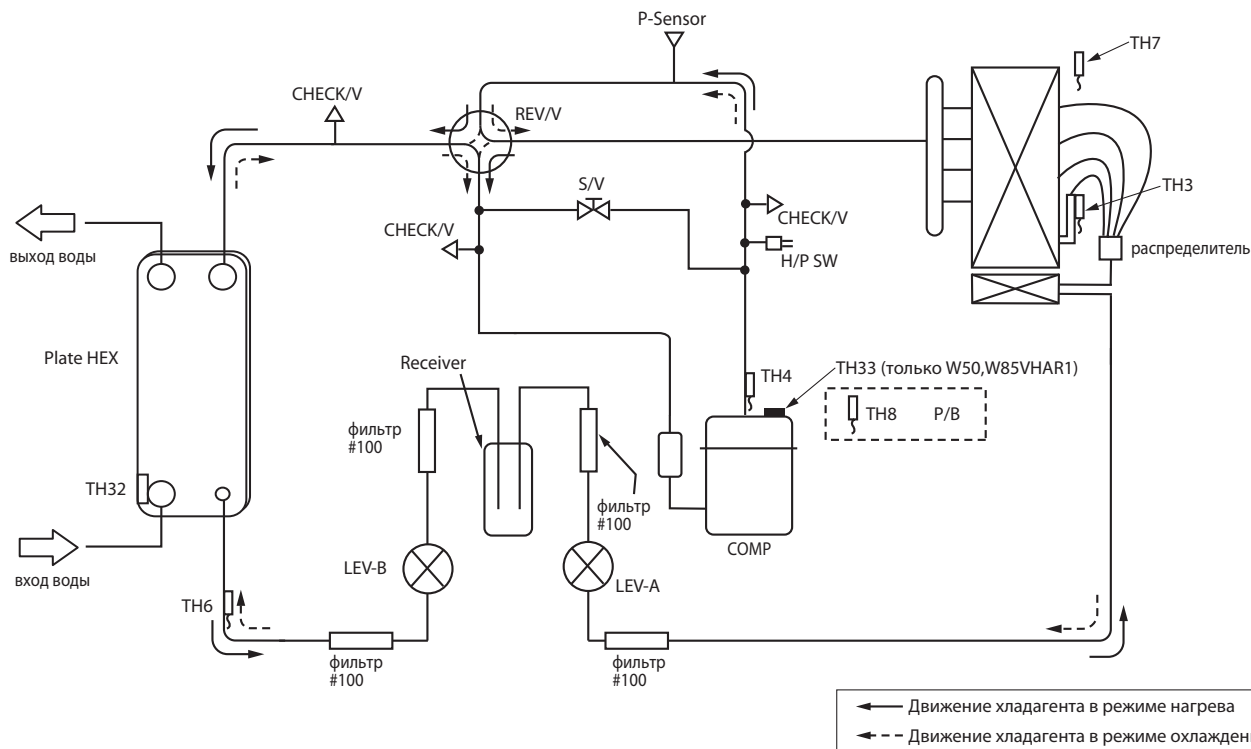 P-Sensor
TH7
CHECK/V
REV/V
TH3
S/V
CHECK/V
CHECK/V
H/P SW
выход воды
распределитель
Plate HEX
Receiver
TH4
TH33 (только W50,W85VHAR1)
TH8 P/B
фильтр
#100
TH32
фильтр
#100
COMP
LEV-B
LEV-A
вход воды
TH6
фильтр
#100
фильтр
#100
Движение хладагента в режиме нагрева
Движение хладагента в режиме охлажден